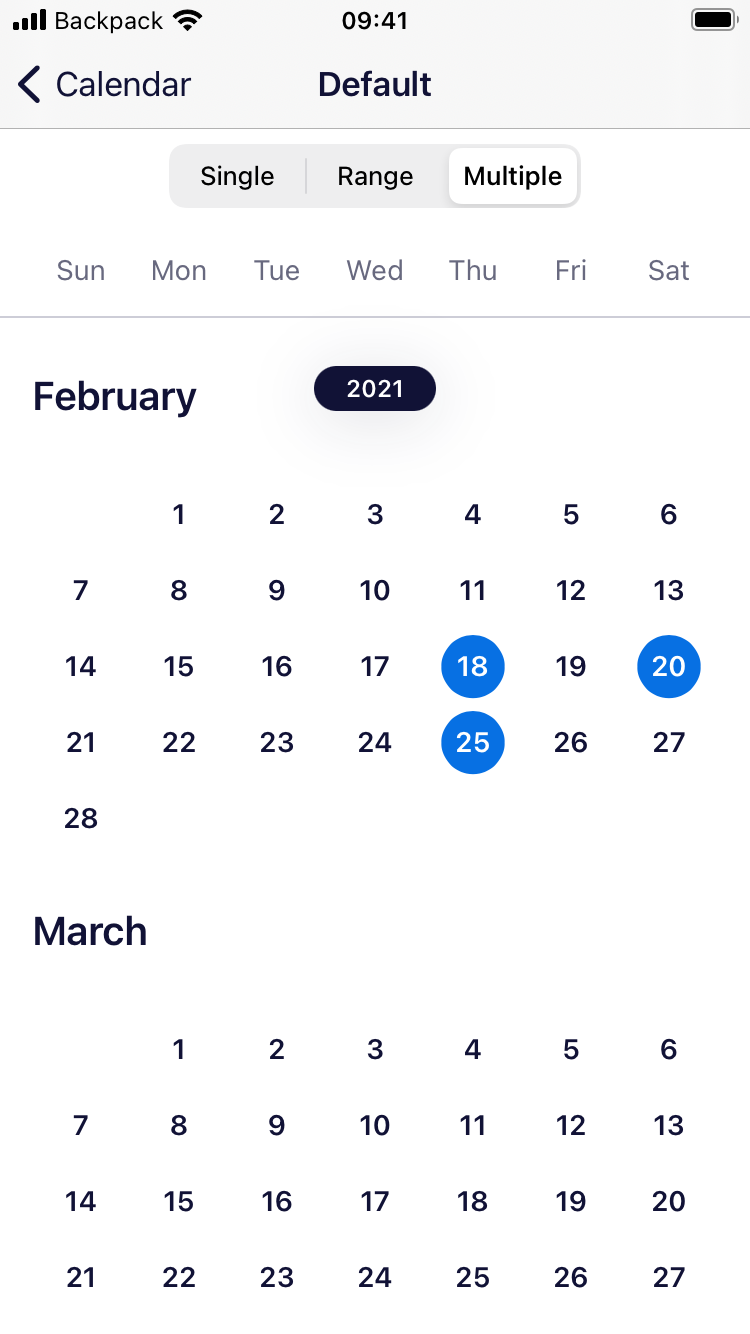 Backpack 09:41
Calendar Default
Single Range Multiple
Sun Mon Tue Wed Thu Fri Sat
February 2021
1 2 3 4 5 6
7 8 9 10 11 12 13
14 15 16 17 18 19 20
21 22 23 24 25 26 27
28
March
1 2 3 4 5 6
7 8 9 10 11 12 13
14 15 16 17 18 19 20
21 22 23 24 25 26 27